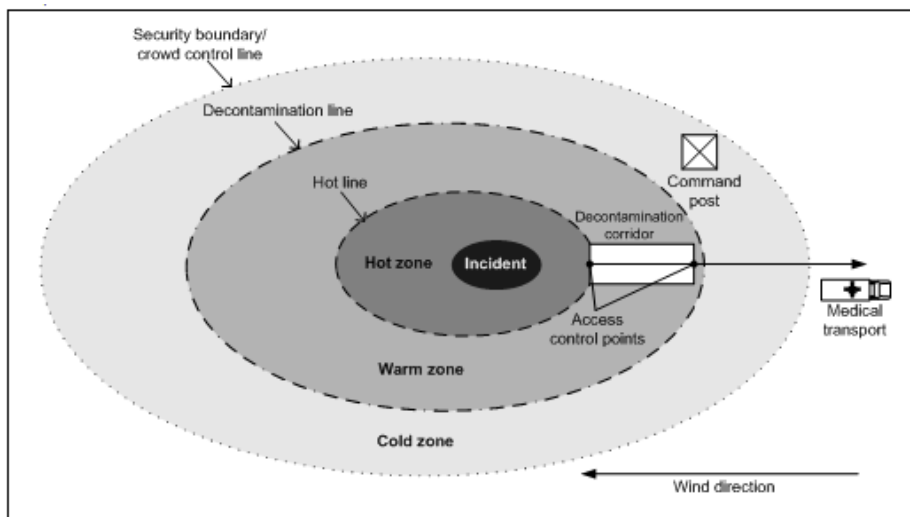 Security boundary/
crowd control line
Decontamination line
Hot line
Command
post
Decontamination
corridor
Hot zone
Incident
Medical
transport
Access
control points
Warm zone
Cold zone
Wind direction